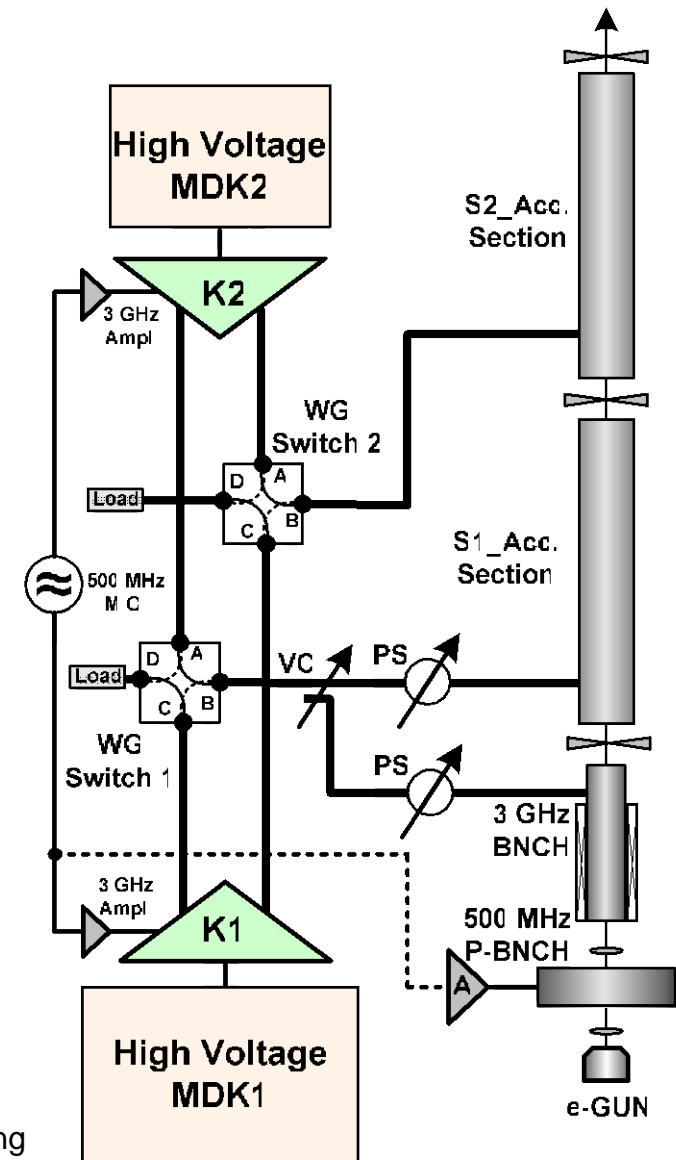 High Voltage
MDK2
S2_Acc.
Section
K2
3 GHz
Ampl
WG
Switch 2
D
A
Load
C
B
S1_Acc.
Section
500 MHz
M C
D
A
VC
PS
Load
C
B
WG
Switch 1
PS
3 GHz
BNCH
3 GHz
Ampl
K1
500 MHz
P-BNCH
A
High Voltage
MDK1
e-GUN
ng